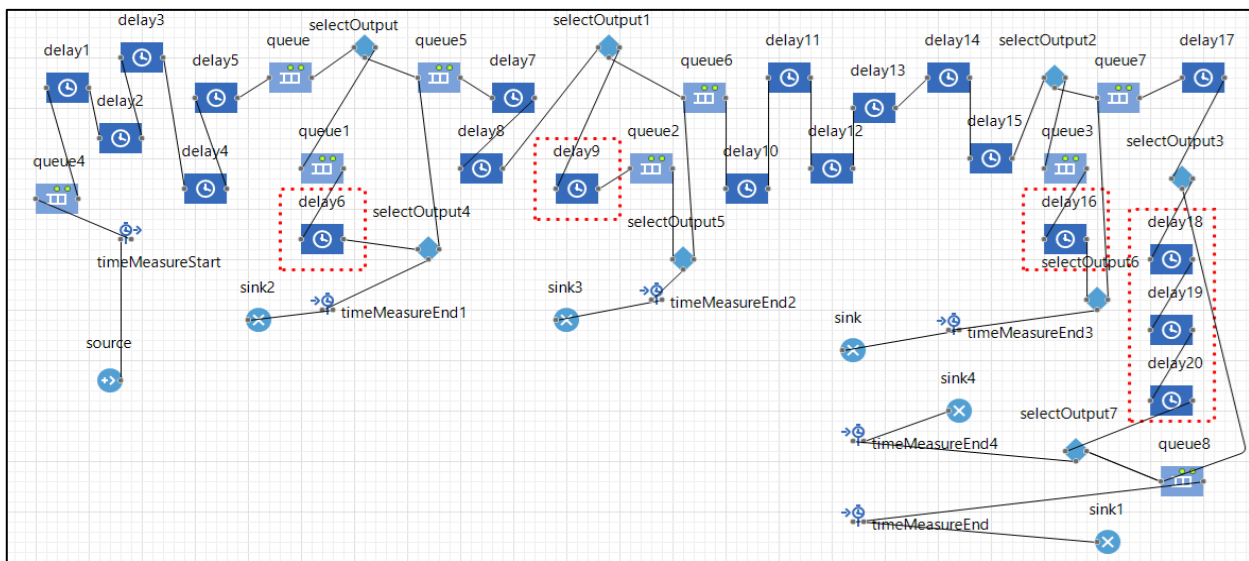 delay3
selectOutput
selectOutput1
delay1
delay5
queue
queue5
delay7
delay11
delay14
selectOutput2
delay17
queue6
delay13
queue7
delay2
queue1
delay8
delay9
queue2
delay12
delay15
queue3
selectOutput3
queue4
delay4
delay10
delay6
selectOutput4
selectOutput5
delay16
delay18
timeMeasureStart
selectOutput6
sink2
sink3
delay19
timeMeasureEnd1
timeMeasureEnd2
sink
timeMeasureEnd3
source
delay20
sink4
selectOutput7
timeMeasureEnd4
queue8
timeMeasureEnd
sink1